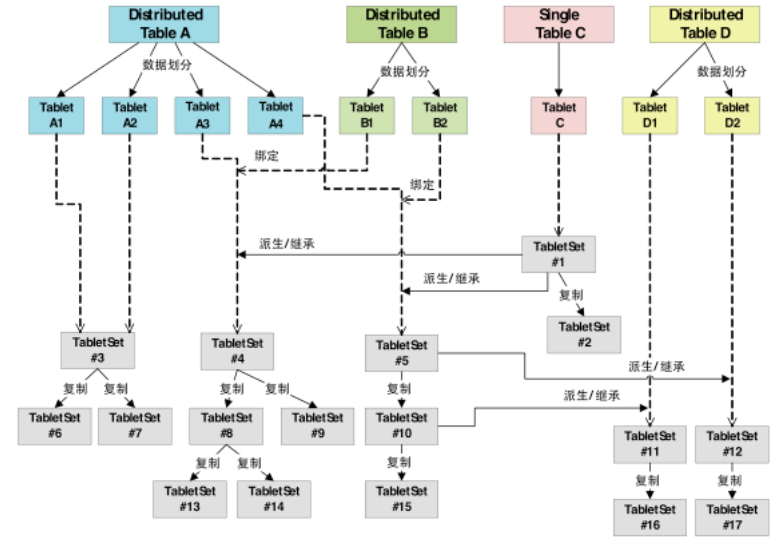 Distributed
Table A
Distributed
Table B
Single
Table C
Distributed
Table D
数据划分
数据划分
数据划分
Tablet
A1
Tablet
A2
Tablet
A3
Tablet
A4
Tablet
B1
Tablet
B2
Tablet
C
Tablet
D1
Tablet
D2
绑定
绑定
派生/继承
TabletSet
#1
派生/继承
复制
TabletSet
#2
TabletSet
#3
TabletSet
#4
TabletSet
#5
派生/继承
复制
复制
复制
复制
复制
派生/继承
TabletSet
#6
TabletSet
#7
TabletSet
#8
TabletSet
#9
TabletSet
#10
TabletSet
#11
TabletSet
#12
复制
复制
复制
复制
复制
TabletSet
#13
TabletSet
#14
TabletSet
#15
TabletSet
#16
TabletSet
#17